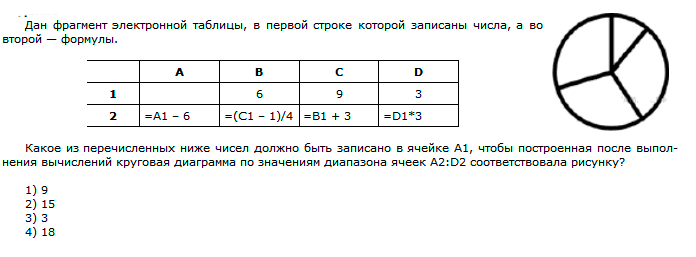 Дан фрагмент электронной таблицы, в первой строке которой записаны числа, а во
второй — формулы.
A B C D
1 6 9 3
2 =A1 – 6 =(C1 – 1)/4 =B1 + 3 =D1*3
Какое из перечисленных ниже чисел должно быть записано в ячейке A1, чтобы построенная после выпол-
нения вычислений круговая диаграмма по значениям диапазона ячеек A2:D2 соответствовала рисунку?
1) 9
2) 15
3) 3
4) 18